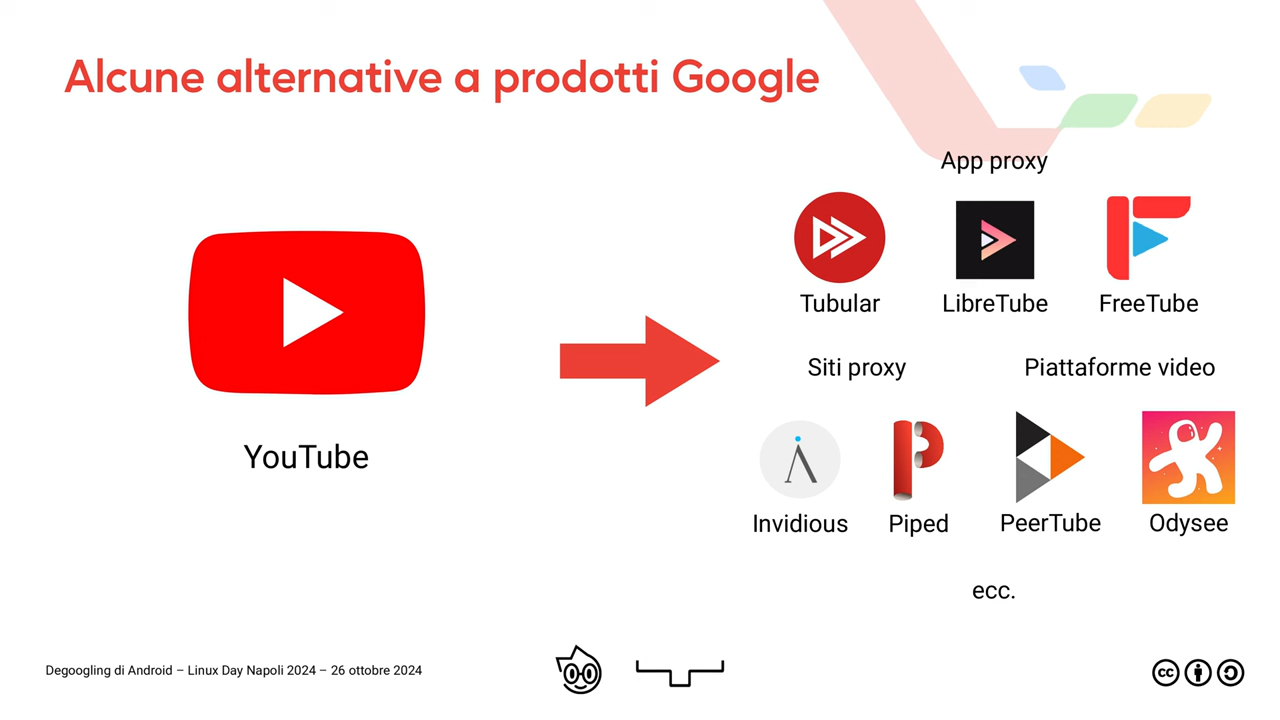 Alcune alternative a prodotti Google
App proxy
Tubular
LibreTube
FreeTube
YouTube
Siti proxy
Piattaforme video
Invidious
Piped
PeerTube
Odysee
ecc.
Degoogling di Android – Linux Day Napoli 2024 – 26 ottobre 2024
cc